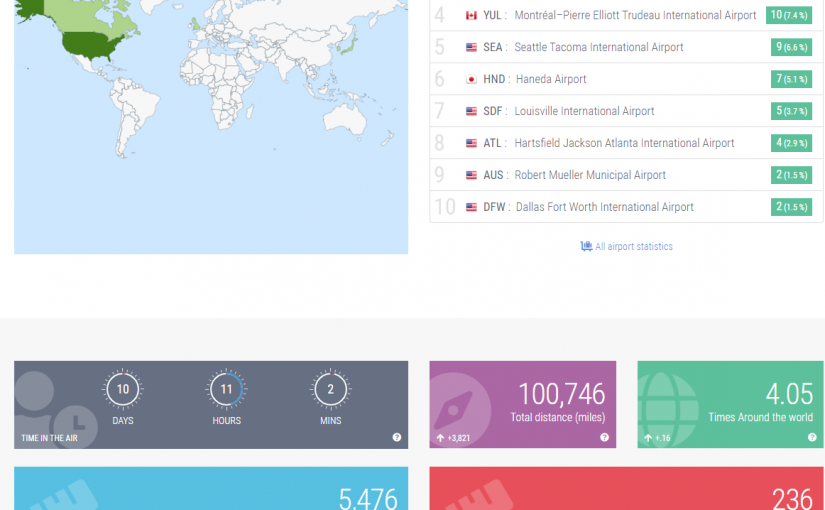 4 YUL : Montréal–Pierre Elliott Trudeau International Airport 10 (7.4 %)
5 SEA : Seattle Tacoma International Airport 9 (6.6 %)
6 HND : Haneda Airport 7 (5.1 %)
7 SDF : Louisville International Airport 5 (3.7 %)
8 ATL : Hartsfield Jackson Atlanta International Airport 4 (2.9 %)
9 AUS : Robert Mueller Municipal Airport 2 (1.5 %)
10 DFW : Dallas Fort Worth International Airport 2 (1.5 %)
All airport statistics
10 11 2
DAYS HOURS MINS
TIME IN THE AIR ?
100,746
Total distance (miles)
+3,821 ?
4.05
Times Around the world
+.16 ?
5,476
236